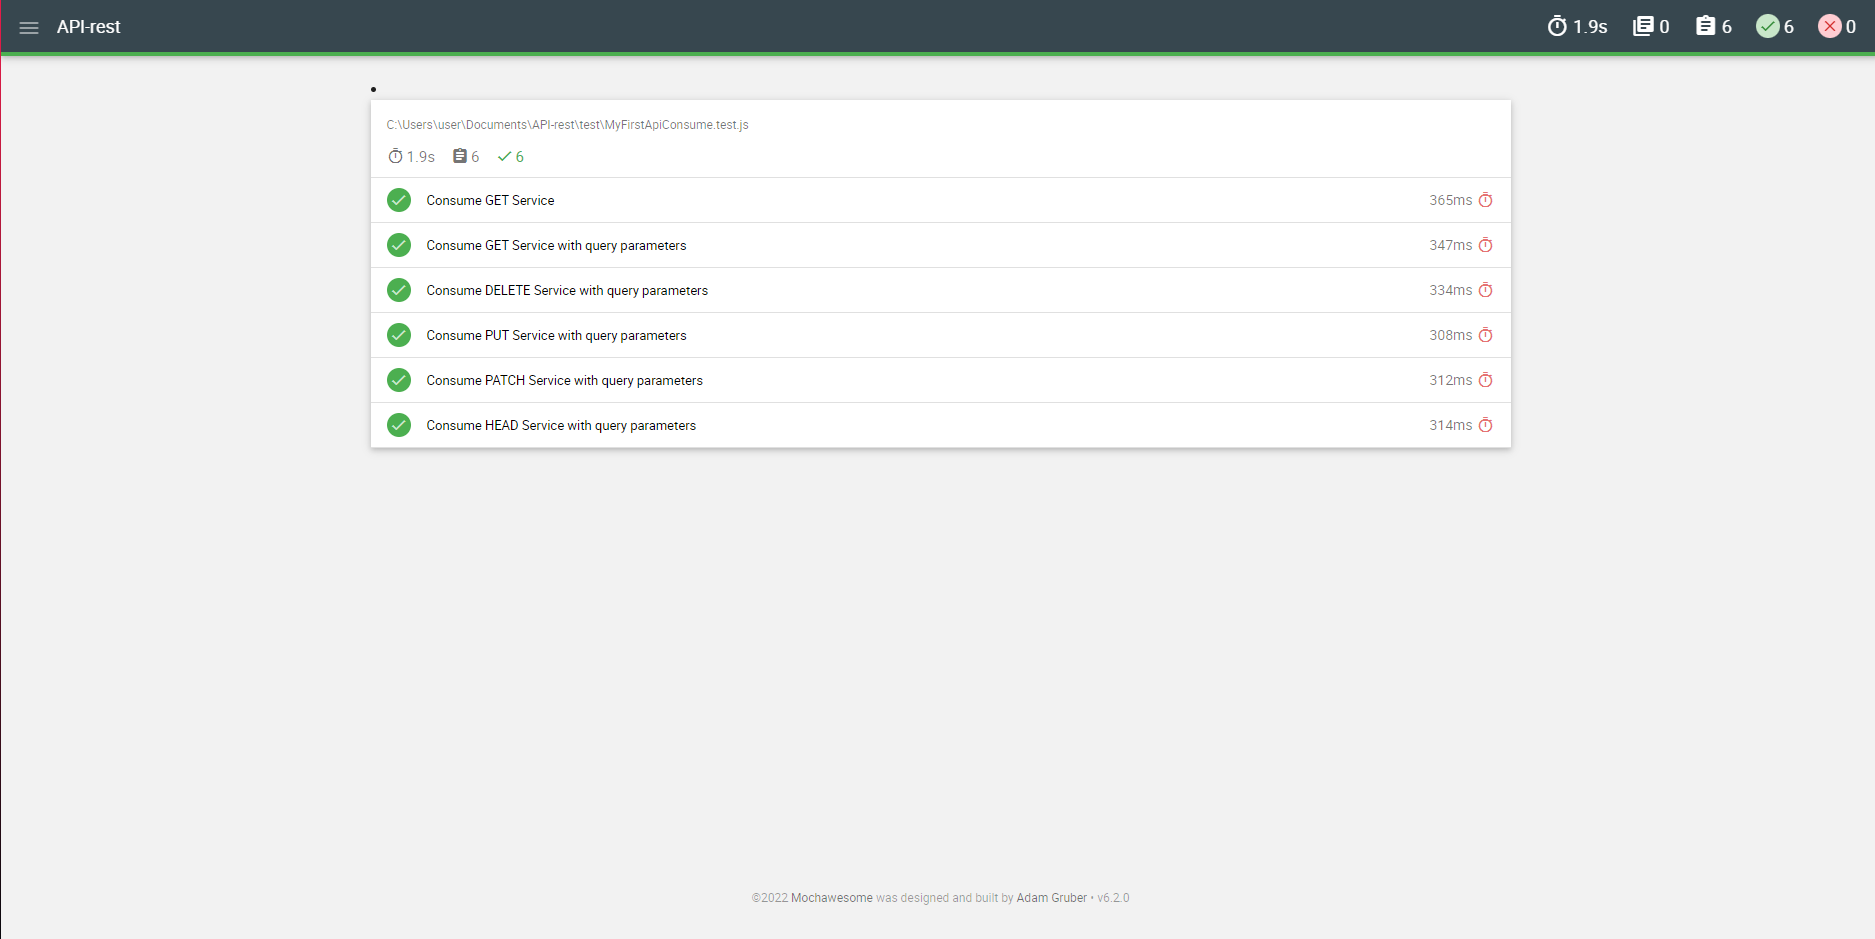 API-rest 1.9s 0 6 6 0
C:\Users\user\Documents\API-rest\test\MyFirstApiConsume.test.js
1.9s 6 6
Consume GET Service 365ms
Consume GET Service with query parameters 347ms
Consume DELETE Service with query parameters 334ms
Consume PUT Service with query parameters 308ms
Consume PATCH Service with query parameters 312ms
Consume HEAD Service with query parameters 314ms
©2022 Mochawesome was designed and built by Adam Gruber • v6.2.0